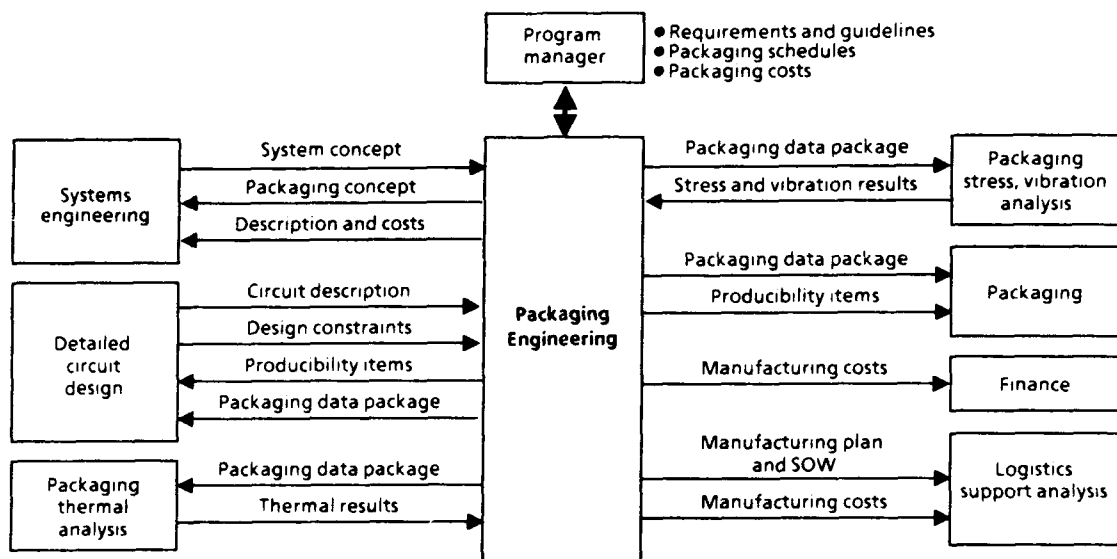 Program
manager
● Requirements and guidelines
● Packaging schedules
● Packaging costs
Systems
engineering
System concept
Packaging concept
Description and costs
Detailed
circuit
design
Circuit description
Design constraints
Producibility items
Packaging data package
Packaging
thermal
analysis
Packaging data package
Thermal results
Packaging
Engineering
Packaging data package
Stress and vibration results
Packaging
stress, vibration
analysis
Packaging data package
Producibility items
Packaging
Manufacturing costs
Finance
Manufacturing plan
and SOW
Manufacturing costs
Logistics
support analysis